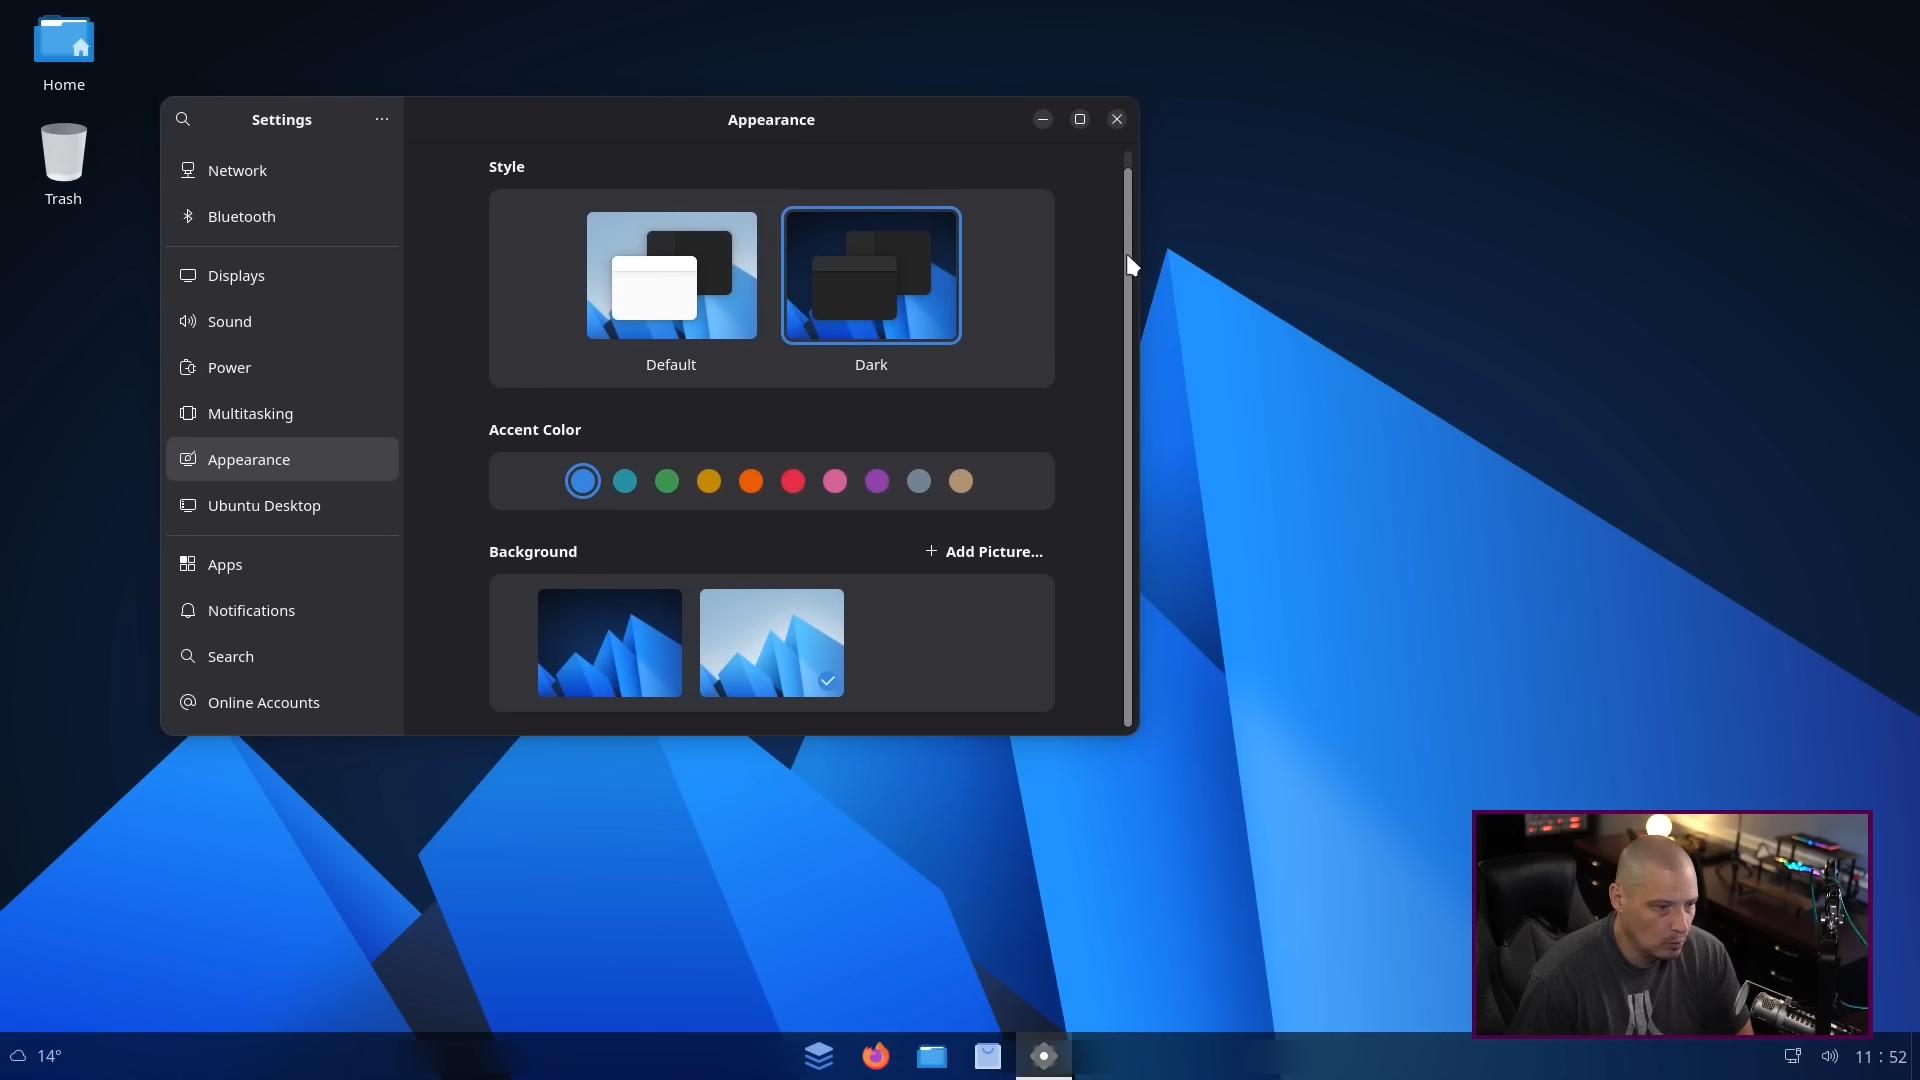 Home
Trash
Settings
Appearance
Network
Bluetooth
Displays
Sound
Power
Multitasking
Appearance
Ubuntu Desktop
Apps
Notifications
Search
Online Accounts
Style
Default
Dark
Accent Color
Background
Add Picture...
14°
11 : 52